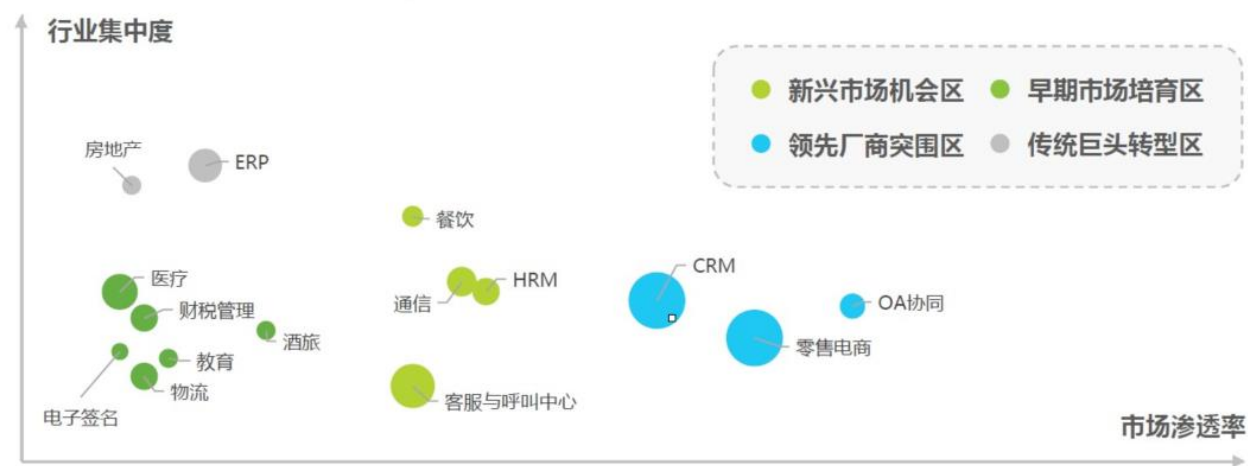 行业集中度
新兴市场机会区
早期市场培育区
领先厂商突围区
传统巨头转型区
房地产
ERP
餐饮
医疗
财税管理
酒旅
教育
物流
电子签名
通信
HRM
客服与呼叫中心
CRM
OA协同
零售电商
市场渗透率